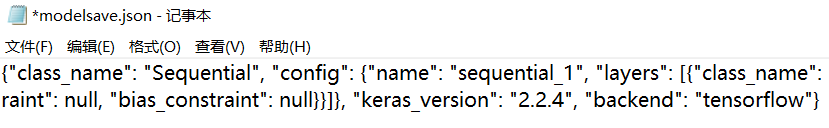 *modelsave.json - 记事本
文件(F) 编辑(E) 格式(O) 查看(V) 帮助(H)
{"class_name": "Sequential", "config": {"name": "sequential_1", "layers": [{"class_name":
raint": null, "bias_constraint": null}}]}, "keras_version": "2.2.4", "backend": "tensorflow"}